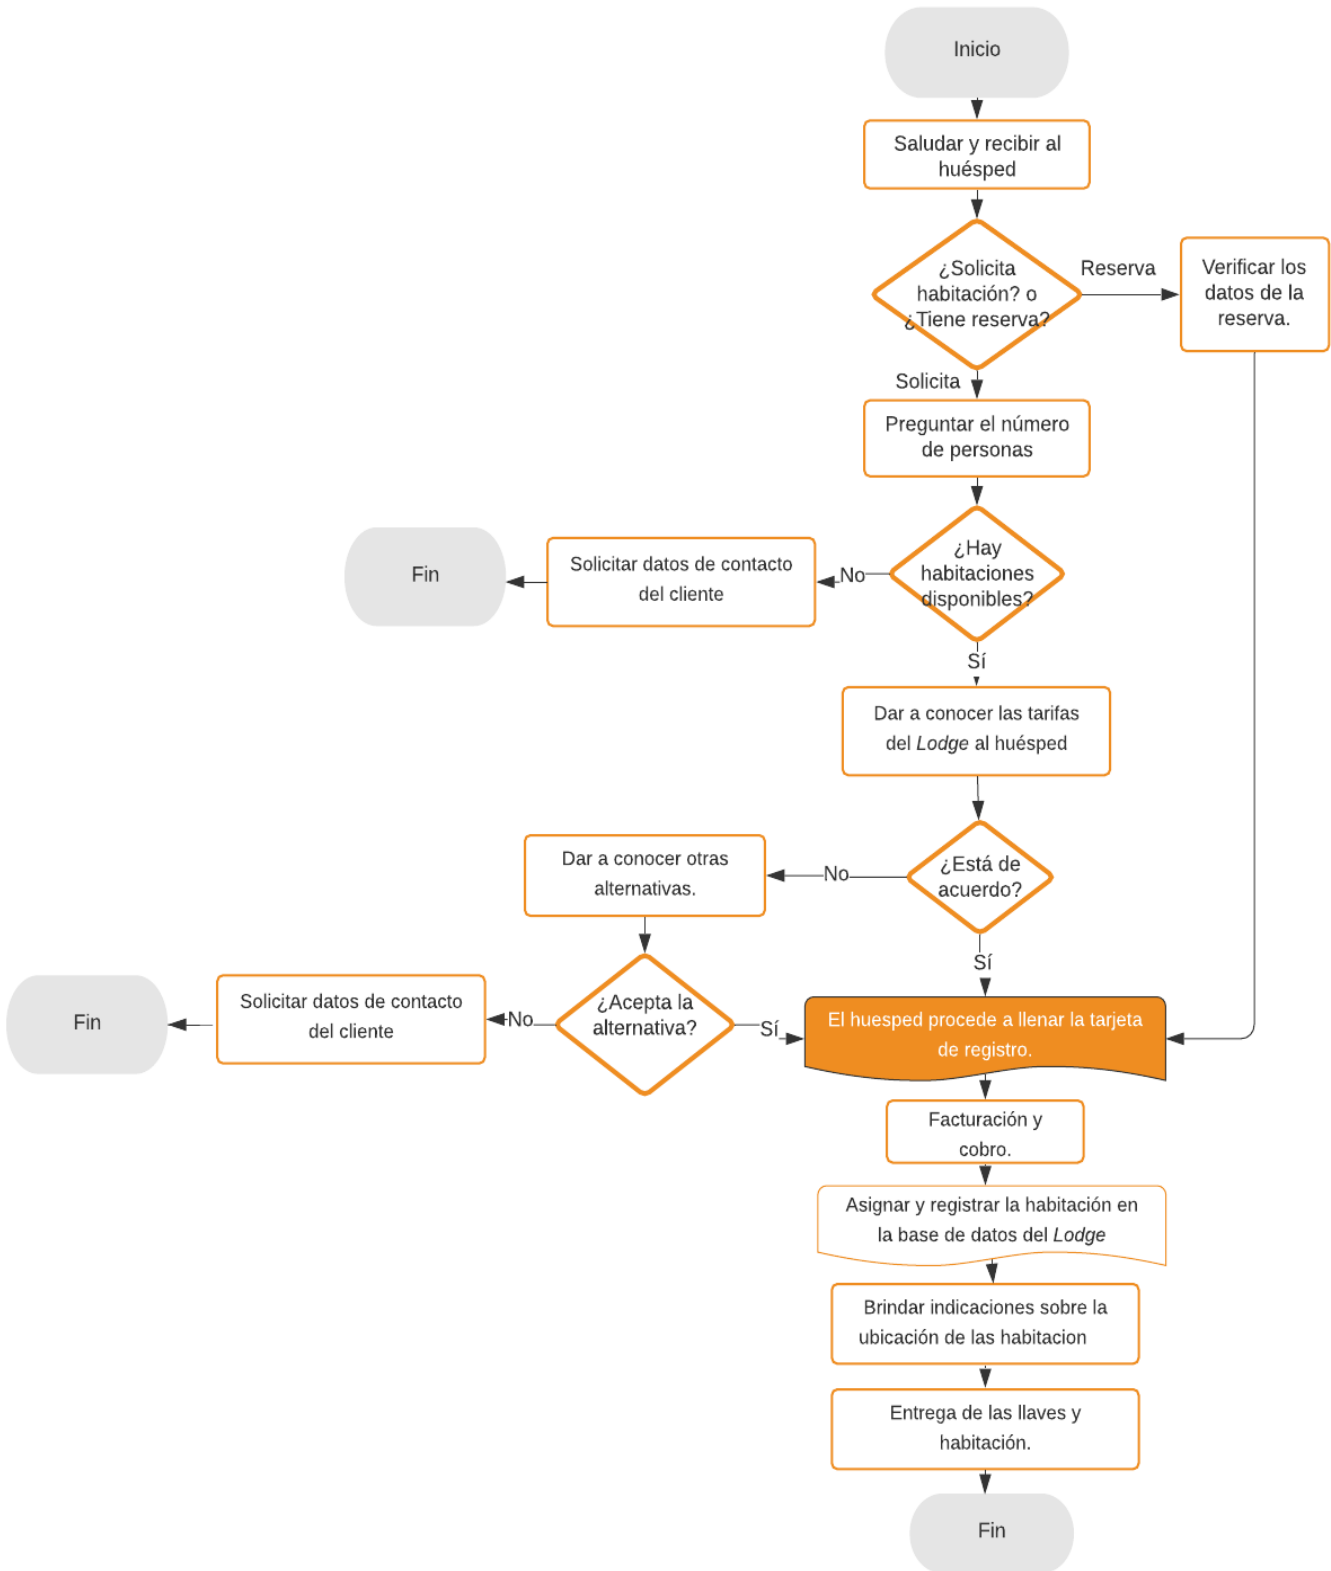 Inicio
Saludar y recibir al
huésped
¿Solicita
habitación? o
¿Tiene reserva?
Reserva
Verificar los
datos de la
reserva.
Solicita
Preguntar el número
de personas
¿Hay
habitaciones
disponibles?
No
Solicitar datos de contacto
del cliente
Fin
Sí
Dar a conocer las tarifas
del Lodge al huésped
¿Está de
acuerdo?
No
Dar a conocer otras
alternativas.
Sí
¿Acepta la
alternativa?
No
Solicitar datos de contacto
del cliente
Fin
Sí
El huesped procede a llenar la tarjeta
de registro.
Facturación y
cobro.
Asignar y registrar la habitación en
la base de datos del Lodge
Brindar indicaciones sobre la
ubicación de las habitacion
Entrega de las llaves y
habitación.
Fin